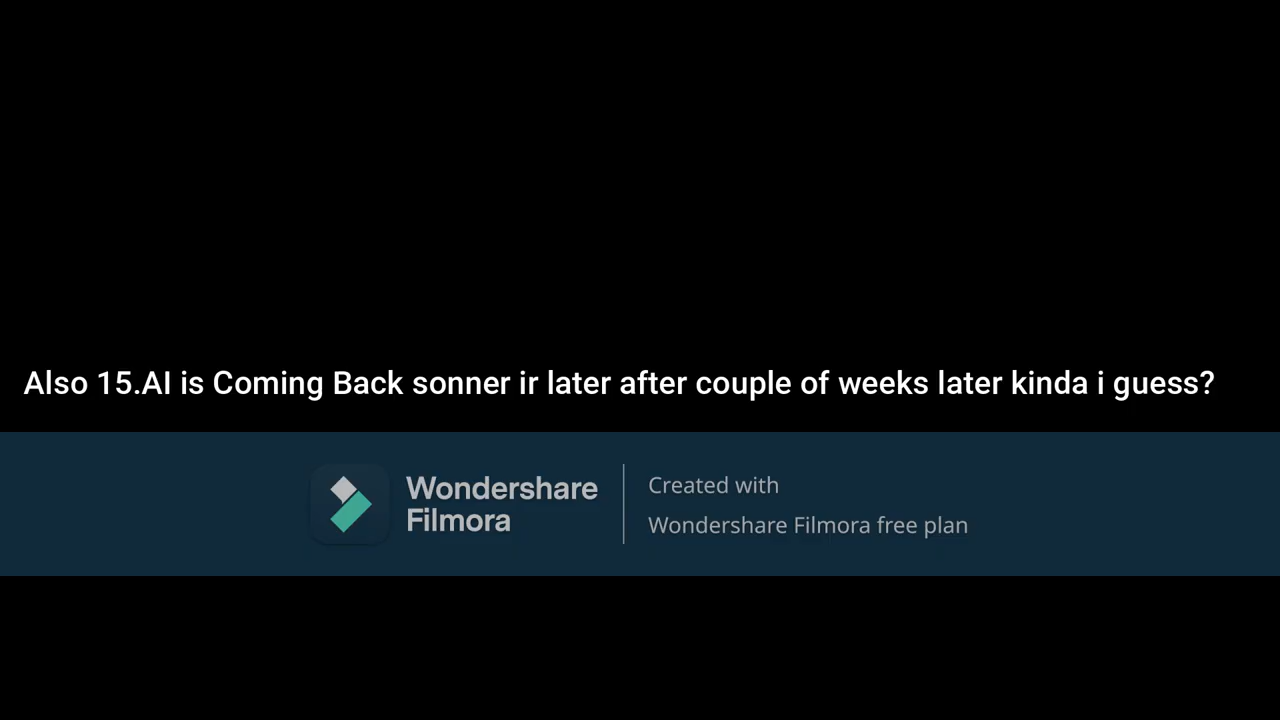 Also 15.AI is Coming Back sonner ir later after couple of weeks later kinda i guess?
Wondershare
Filmora
Created with
Wondershare Filmora free plan